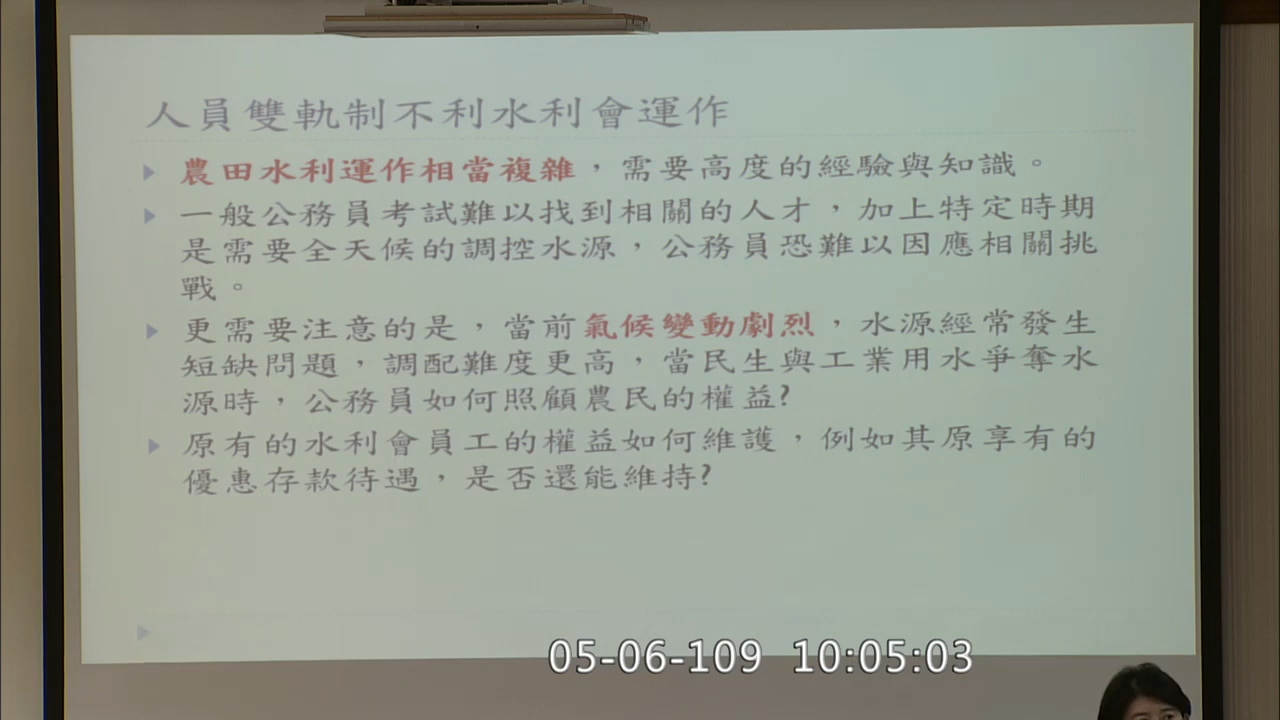 人員雙軌制不利水利會運作
農田水利運作相當複雜，需要高度的經驗與知識。
一般公務員考試難以找到相關的人才，加上特定時期
是需要全天候的調控水源，公務員恐難以因應相關挑
戰。
更需要注意的是，當前氣候變動劇烈，水源經常發生
短缺問題，調配難度更高，當民生與工業用水爭奪水
源時，公務員如何照顧農民的權益?
原有的水利會員工的權益如何維護，例如其原享有的
優惠存款待遇，是否還能維持?
05-06-109 10:05:03